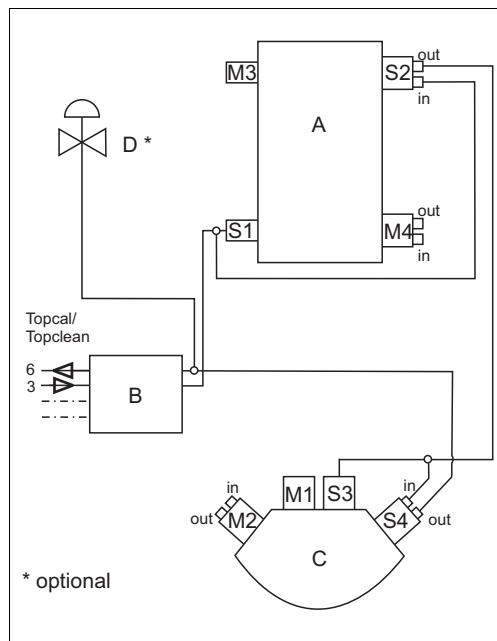 out
M3
S2
in
A
D *
S1
out
M4
in
Topcal/
Topclean
6
3
B
in
M1
S3
in
out
M2
S4
out
C
* optional